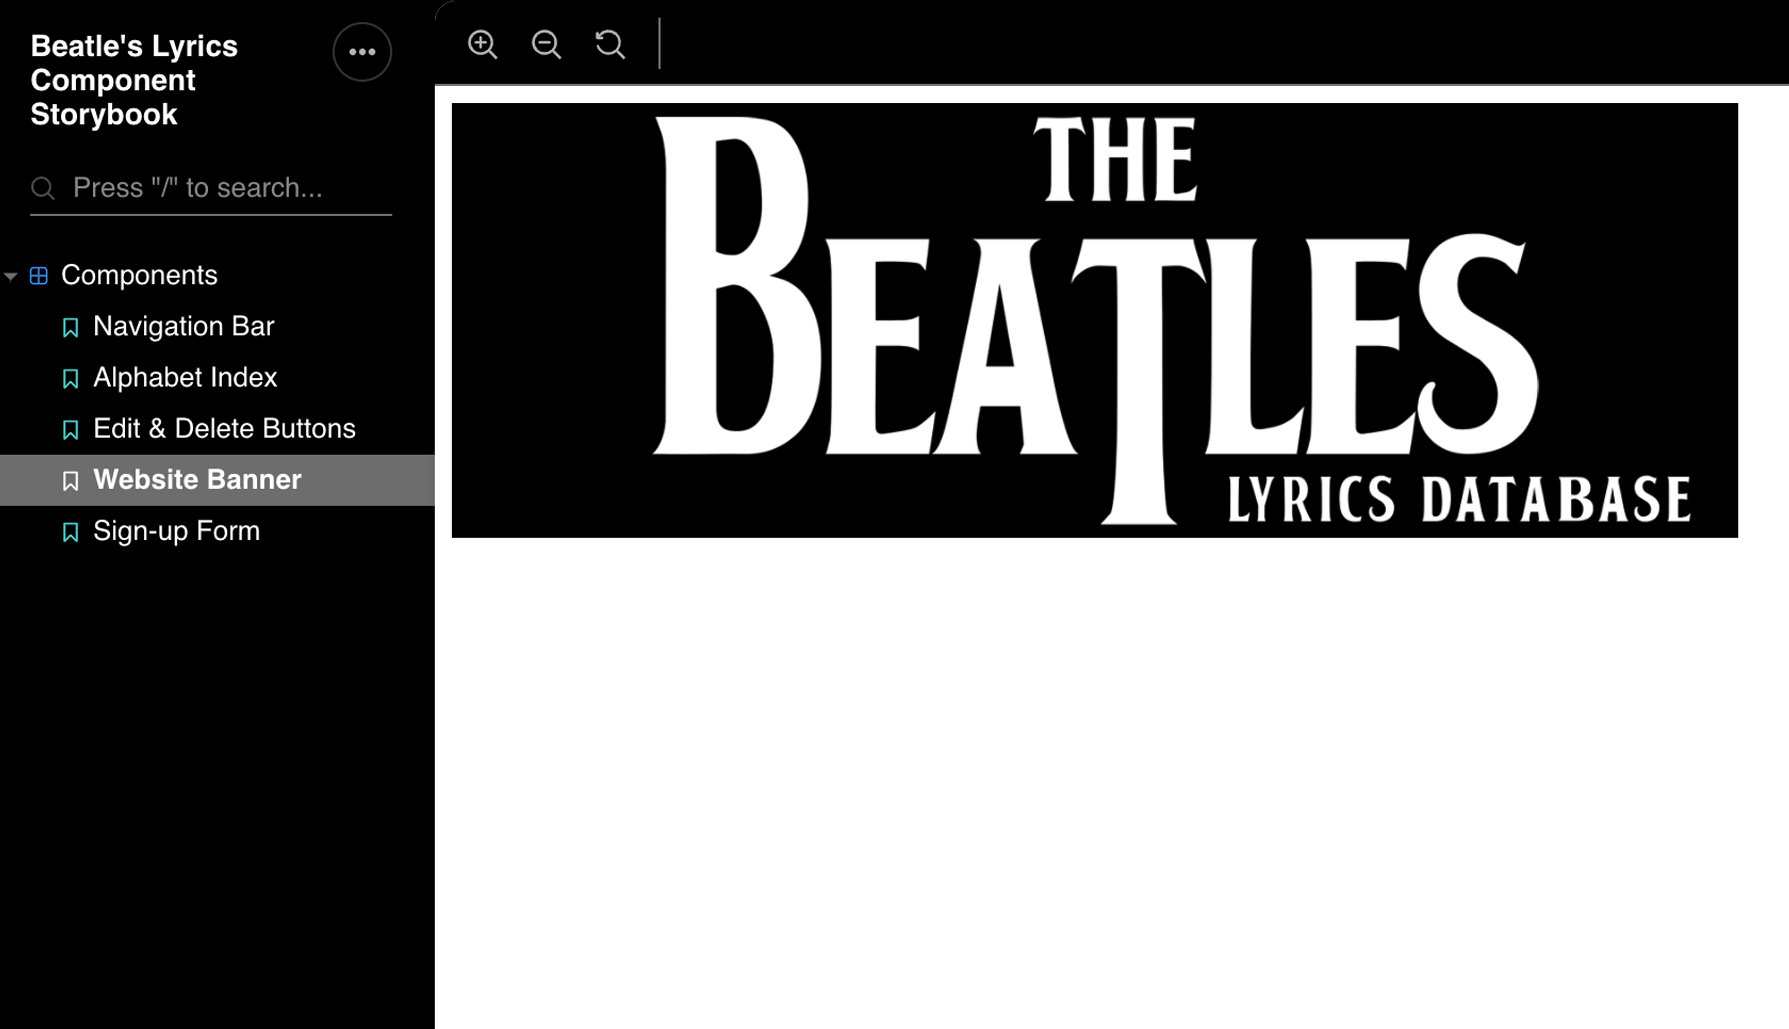 Beatle's Lyrics
Component
Storybook
Press "/" to search...
Components
Navigation Bar
Alphabet Index
Edit & Delete Buttons
Website Banner
Sign-up Form
THE
BEATLES
LYRICS DATABASE